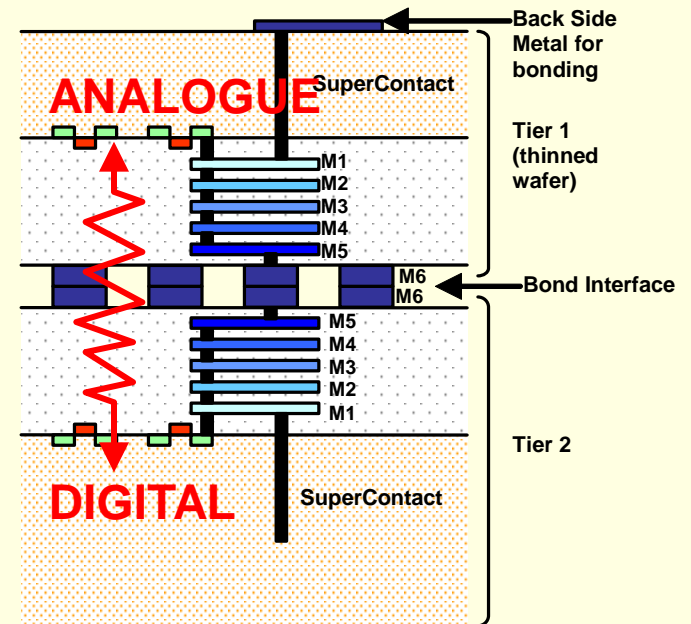 Back Side
Metal for
bonding
SuperContact
ANALOGUE
Tier 1
(thinned
wafer)
M1
M2
M3
M4
M5
M6
Bond Interface
M6
M5
M4
M3
M2
M1
Tier 2
DIGITAL
SuperContact